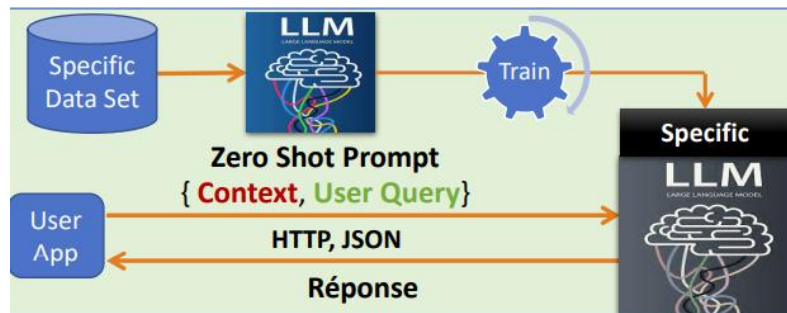 LLM
LARGE LANGUAGE MODEL
Specific
Data Set
Train
Specific
LLM
LARGE LANGUAGE MODEL
Zero Shot Prompt
{ Context, User Query}
User
App
HTTP, JSON
Réponse